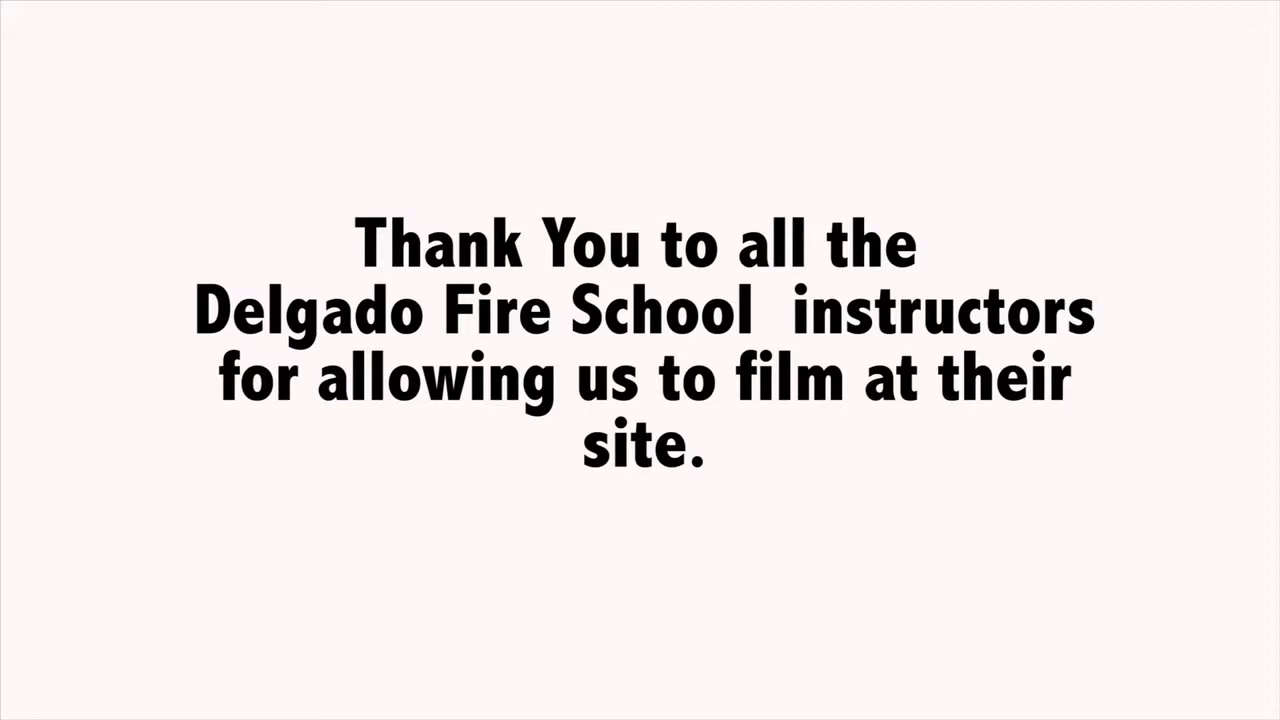 Thank You to all the
Delgado Fire School  instructors
for allowing us to film at their
site.